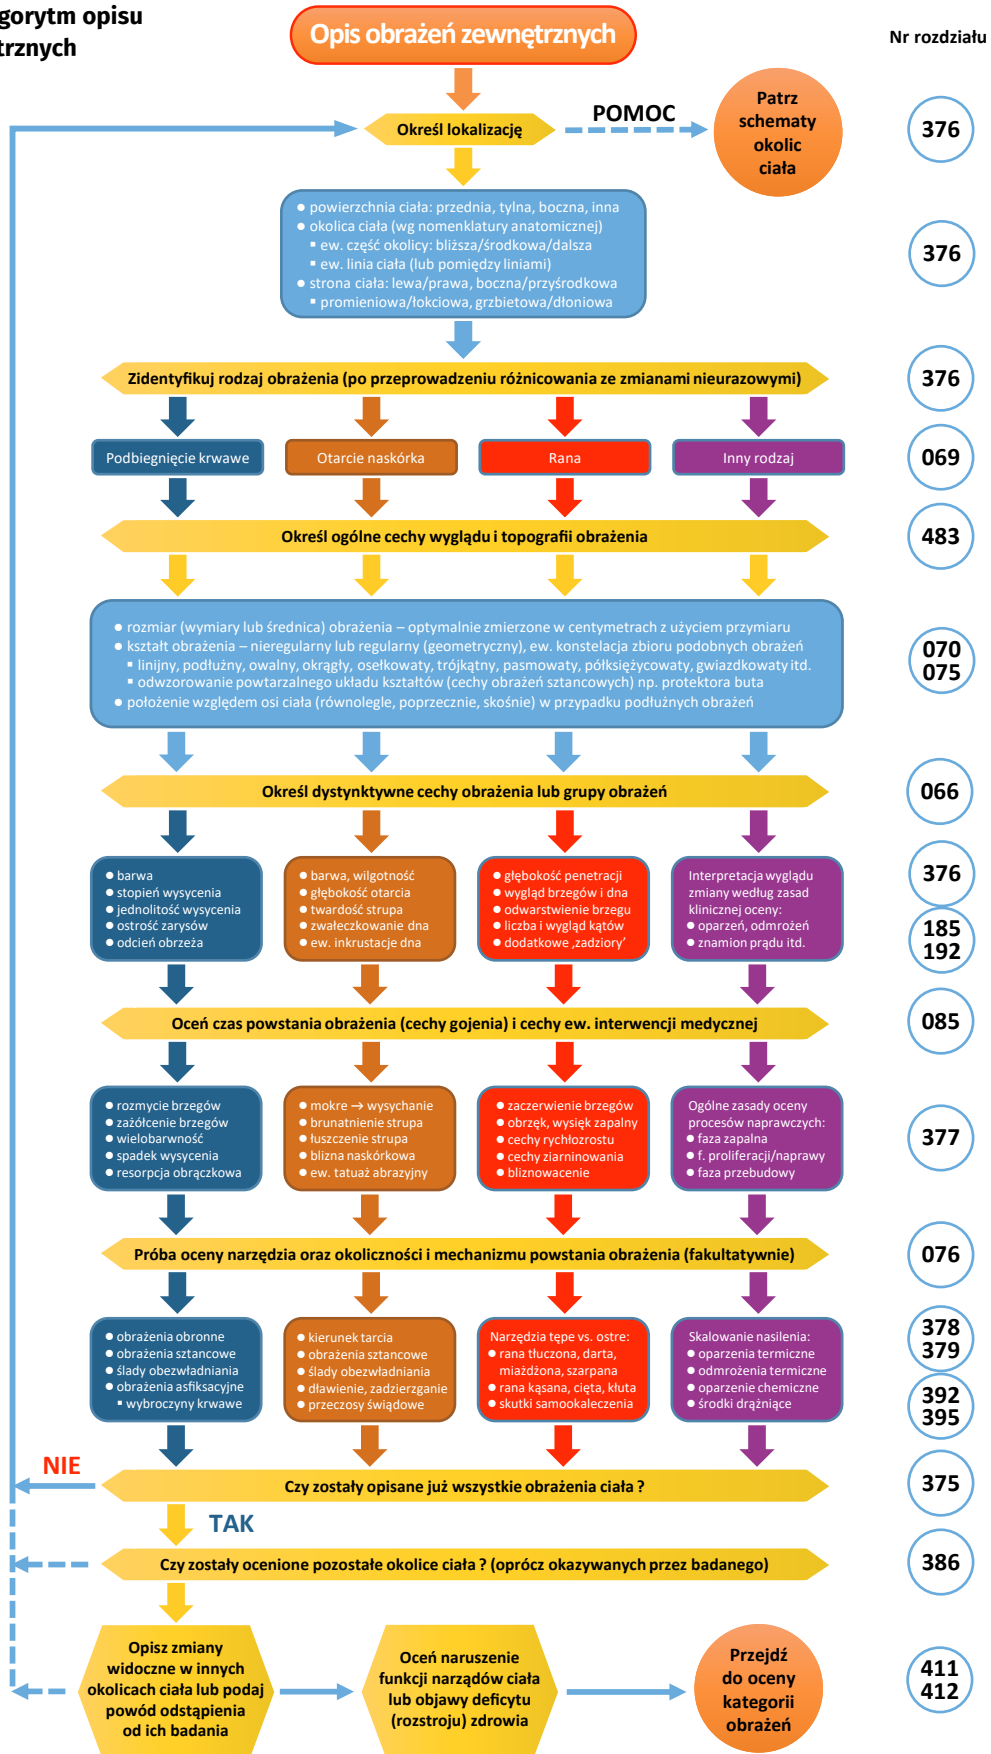 gorytm opisu
trznych
Opis obrażeń zewnętrznych
Nr rozdziału
Określ lokalizację
POMOC
Patrz
schematy
okolic
ciała
376
● powierzchnia ciała: przednia, tylna, boczna, inna
● okolica ciała (wg nomenklatury anatomicznej)
▪ ew. część okolicy: bliższa/środkowa/dalsza
▪ ew. linia ciała (lub pomiędzy liniami)
● strona ciała: lewa/prawa, boczna/przyśrodkowa
▪ promieniowa/łokciowa, grzbietowa/dłoniowa
376
Zidentyfikuj rodzaj obrażenia (po przeprowadzeniu różnicowania ze zmianami nieurazowymi)
376
Podbiegnięcie krwawe
Otarcie naskórka
Rana
Inny rodzaj
069
Określ ogólne cechy wyglądu i topografii obrażenia
483
● rozmiar (wymiary lub średnica) obrażenia – optymalnie zmierzone w centymetrach z użyciem przymiaru
● kształt obrażenia – nieregularny lub regularny (geometryczny), ew. konstelacja zbioru podobnych obrażeń
▪ linijny, podłużny, owalny, okrągły, osełkowaty, trójkątny, pasmowaty, półksiężycowaty, gwiazdkowaty itd.
▪ odwzorowanie powtarzalnego układu kształtów (cechy obrażeń sztancowych) np. protektora buta
● położenie względem osi ciała (równolegle, poprzecznie, skośnie) w przypadku podłużnych obrażeń
070
075
Określ dystynktywne cechy obrażenia lub grupy obrażeń
066
● barwa
● stopień wysycenia
● jednolitość wysycenia
● ostrość zarysów
● odcień obrzeża
● barwa, wilgotność
● głębokość otarcia
● twardość strupa
● zwałeczkowanie dna
● ew. inkrustacje dna
● głębokość penetracji
● wygląd brzegów i dna
● odwarstwienie brzegu
● liczba i wygląd kątów
● dodatkowe ‚zadziory’
Interpretacja wyglądu
zmiany według zasad
klinicznej oceny:
● oparzeń, odmrożeń
● znamion prądu itd.
376
185
192
Oceń czas powstania obrażenia (cechy gojenia) i cechy ew. interwencji medycznej
085
● rozmycie brzegów
● zażółcenie brzegów
● wielobarwność
● spadek wysycenia
● resorpcja obrączkowa
● mokre → wysychanie
● brunatnienie strupa
● łuszczenie strupa
● blizna naskórkowa
● ew. tatuaż abrazyjny
● zaczerwienie brzegów
● obrzęk, wysięk zapalny
● cechy rychłozrostu
● cechy ziarninowania
● bliznowacenie
Ogólne zasady oceny
procesów naprawczych:
● faza zapalna
● f. proliferacji/naprawy
● faza przebudowy
377
Próba oceny narzędzia oraz okoliczności i mechanizmu powstania obrażenia (fakultatywnie)
076
● obrażenia obronne
● obrażenia sztancowe
● ślady obezwładniania
● obrażenia asfiksacyjne
▪ wybroczyny krwawe
● kierunek tarcia
● obrażenia sztancowe
● ślady obezwładniania
● dławienie, zadzierzganie
● przeczosy świądowe
Narzędzia tępe vs. ostre:
● rana tłuczona, darta,
miażdżona, szarpana
● rana kąsana, cięta, kłuta
● skutki samookaleczenia
Skalowanie nasilenia:
● oparzenia termiczne
● odmrożenia termiczne
● oparzenie chemiczne
● środki drążniące
378
379
392
395
NIE
Czy zostały opisane już wszystkie obrażenia ciała ?
375
TAK
Czy zostały ocenione pozostałe okolice ciała ? (oprócz okazywanych przez badanego)
386
Opisz zmiany
widoczne w innych
okolicach ciała lub podaj
powód odstąpienia
od ich badania
Oceń naruszenie
funkcji narządów ciała
lub objawy deficytu
(rozstroju) zdrowia
Przejdź
do oceny
kategorii
obrażeń
411
412